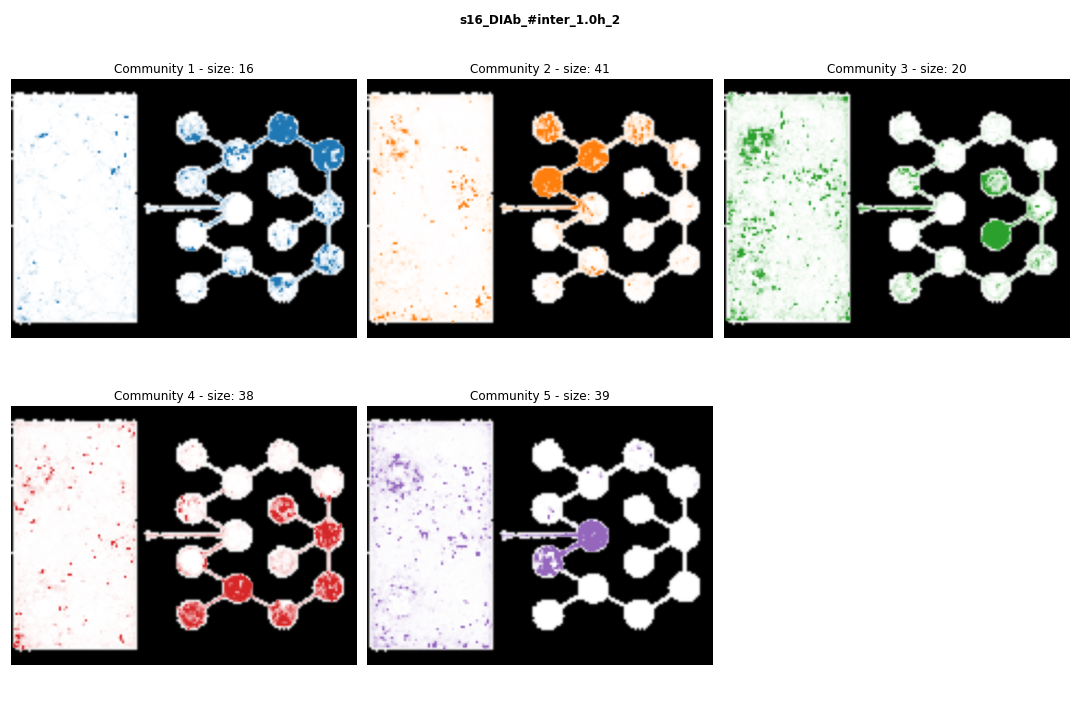 s16_DIAb_#inter_1.0h_2
Community 1 - size: 16
Community 2 - size: 41
Community 3 - size: 20
Community 4 - size: 38
Community 5 - size: 39